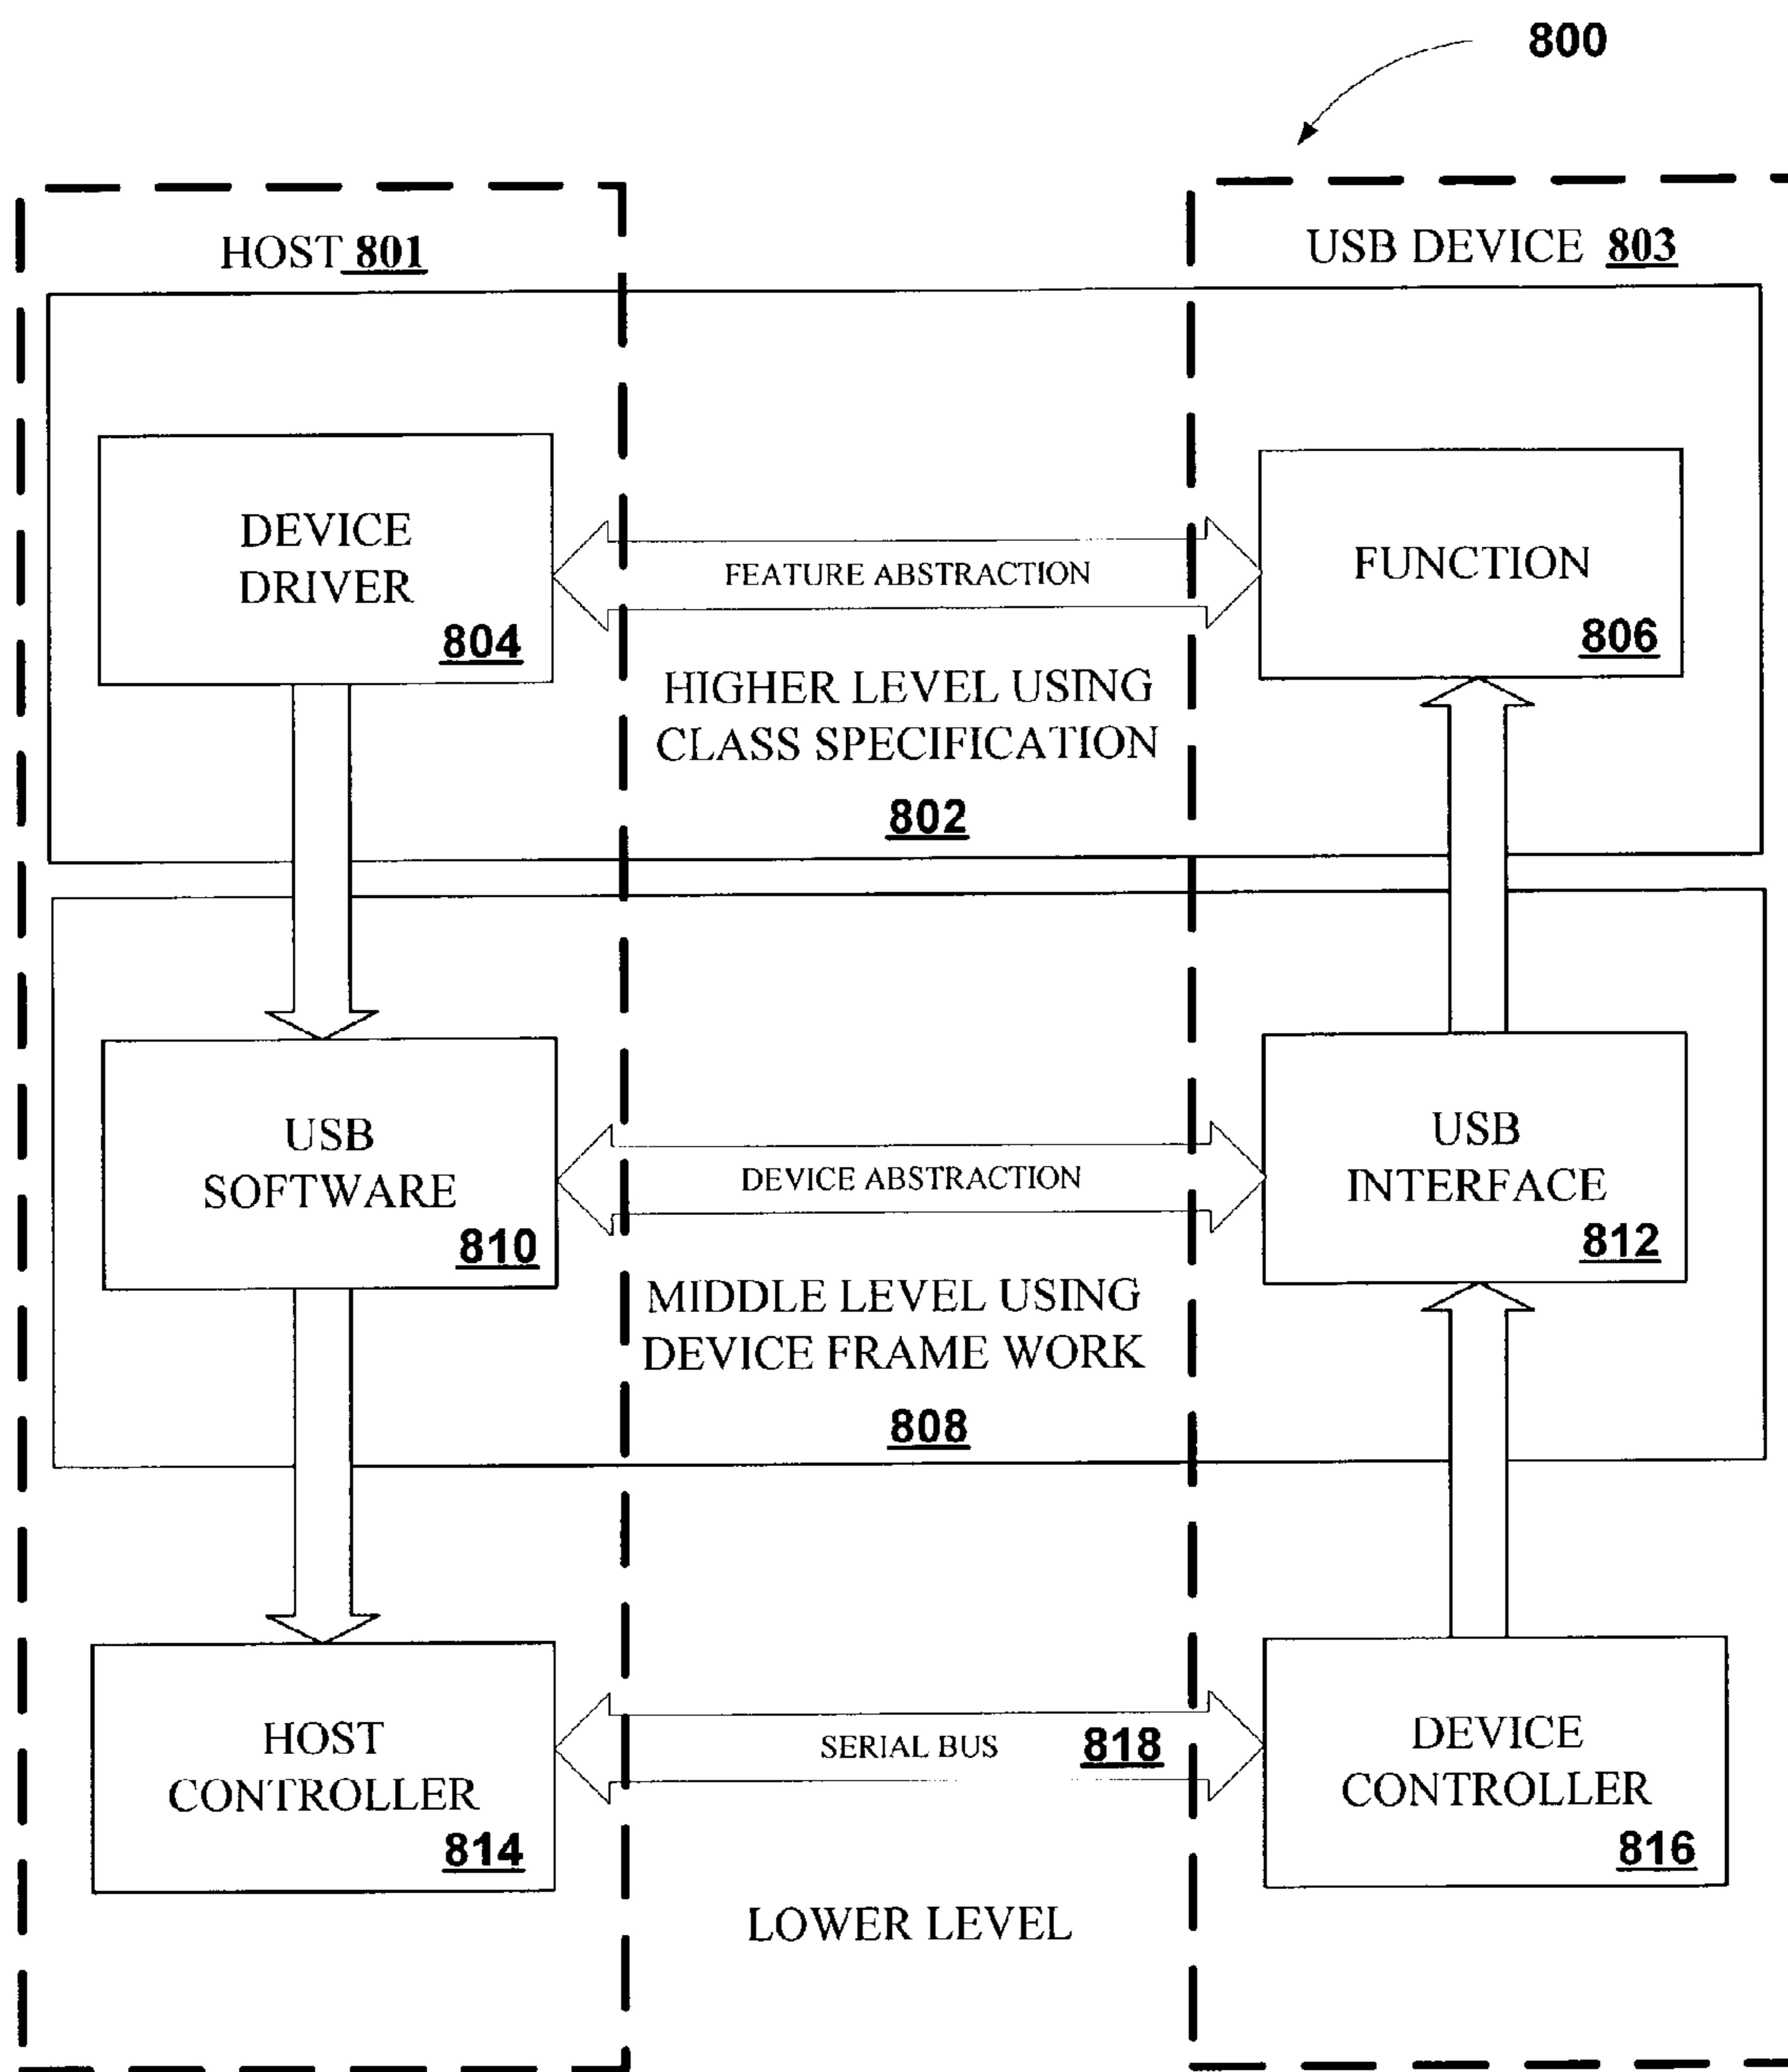 800
HOST 801
USB DEVICE 803
DEVICE
DRIVER
804
FEATURE ABSTRACTION
FUNCTION
806
HIGHER LEVEL USING
CLASS SPECIFICATION
802
USB
SOFTWARE
810
DEVICE ABSTRACTION
USB
INTERFACE
812
MIDDLE LEVEL USING
DEVICE FRAME WORK
808
HOST
CONTROLLER
814
SERIAL BUS 818
DEVICE
CONTROLLER
816
LOWER LEVEL